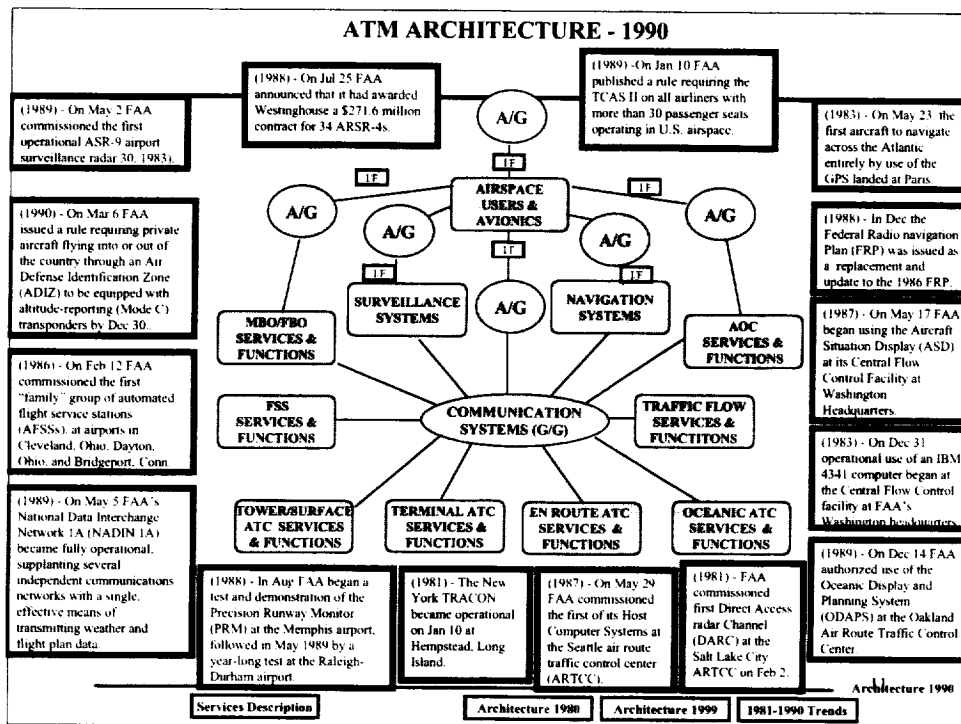 ATM ARCHITECTURE - 1990
(1988) - On Jul 25 FAA
announced that it had awarded
Westinghouse a $271.6 million
contract for 34 ARSR-4s.
(1989) - On Jan 10 FAA
published a rule requiring the
TCAS II on all airliners with
more than 30 passenger seats
operating in U.S. airspace.
(1989) - On May 2 FAA
commissioned the first
operational ASR-9 airport
surveillance radar 30, 1983).
(1983) - On May 23 the
first aircraft to navigate
across the Atlantic
entirely by use of the
GPS landed at Paris.
A/G
1F
1F
1F
AIRSPACE
USERS &
AVIONICS
A/G
A/G
A/G
A/G
1F
1F
1F
A/G
(1990) - On Mar 6 FAA
issued a rule requiring private
aircraft flying into or out of
the country through an Air
Defense Identification Zone
(ADIZ) to be equipped with
altitude-reporting (Mode C)
transponders by Dec 30..
(1988) - In Dec the
Federal Radio navigation
Plan (FRP) was issued as
a replacement and
update to the 1986 FRP.
SURVEILLANCE
SYSTEMS
NAVIGATION
SYSTEMS
MBO/FBO
SERVICES &
FUNCTIONS
AOC
SERVICES &
FUNCTIONS
(1987) - On May 17 FAA
began using the Aircraft
Situation Display (ASD)
at its Central Flow
Control Facility at
Washington
Headquarters.
(1986) - On Feb 12 FAA
commissioned the first
"family" group of automated
flight service stations
(AFSSs), at airports in
Cleveland, Ohio, Dayton,
Ohio, and Bridgeport, Conn.
FSS
SERVICES &
FUNCTIONS
COMMUNICATION
SYSTEMS (G/G)
TRAFFIC FLOW
SERVICES &
FUNCTITONS
(1983) - On Dec 31
operational use of an IBM
4341 computer began at
the Central Flow Control
facility at FAA's
Washington headquarters.
(1989) - On May 5 FAA's
National Data Interchange
Network 1A (NADIN 1A)
became fully operational,
supplanting several
independent communications
networks with a single,
effective means of
transmitting weather and
flight plan data.
TOWER/SURFACE
ATC SERVICES
& FUNCTIONS
TERMINAL ATC
SERVICES &
FUNCTIONS
EN ROUTE ATC
SERVICES &
FUNCTIONS
OCEANIC ATC
SERVICES &
FUNCTIONS
(1989) - On Dec 14 FAA
authorized use of the
Oceanic Display and
Planning System
(ODAPS) at the Oakland
Air Route Traffic Control
Center.
(1988) - In Aug FAA began a
test and demonstration of the
Precision Runway Monitor
(PRM) at the Memphis airport,
followed in May 1989 by a
year-long test at the Raleigh-
Durham airport.
(1981) - The New
York TRACON
became operational
on Jan 10 at
Hempstead, Long
Island.
(1987) - On May 29
FAA commissioned
the first of its Host
Computer Systems at
the Seattle air route
traffic control center
(ARTCC).
(1981) - FAA
commissioned
first Direct Access
radar Channel
(DARC) at the
Salt Lake City
ARTCC on Feb 2.
Architecture 1990
Services Description
Architecture 1980
Architecture 1999
1981-1990 Trends